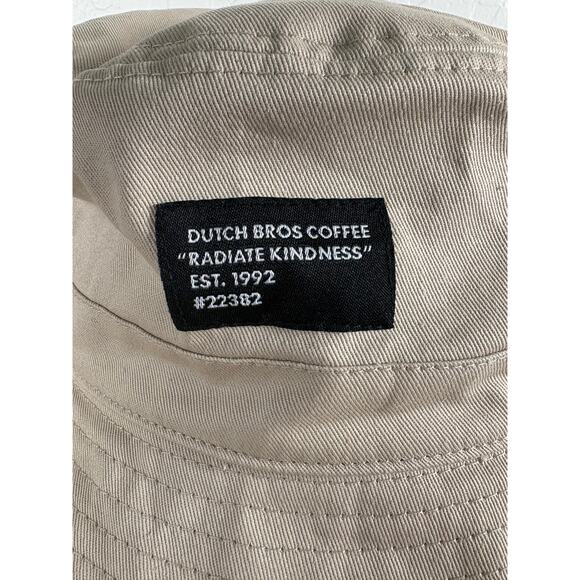 DUTCH BROS COFFEE
“RADIATE KINDNESS”
EST. 1992
#22382